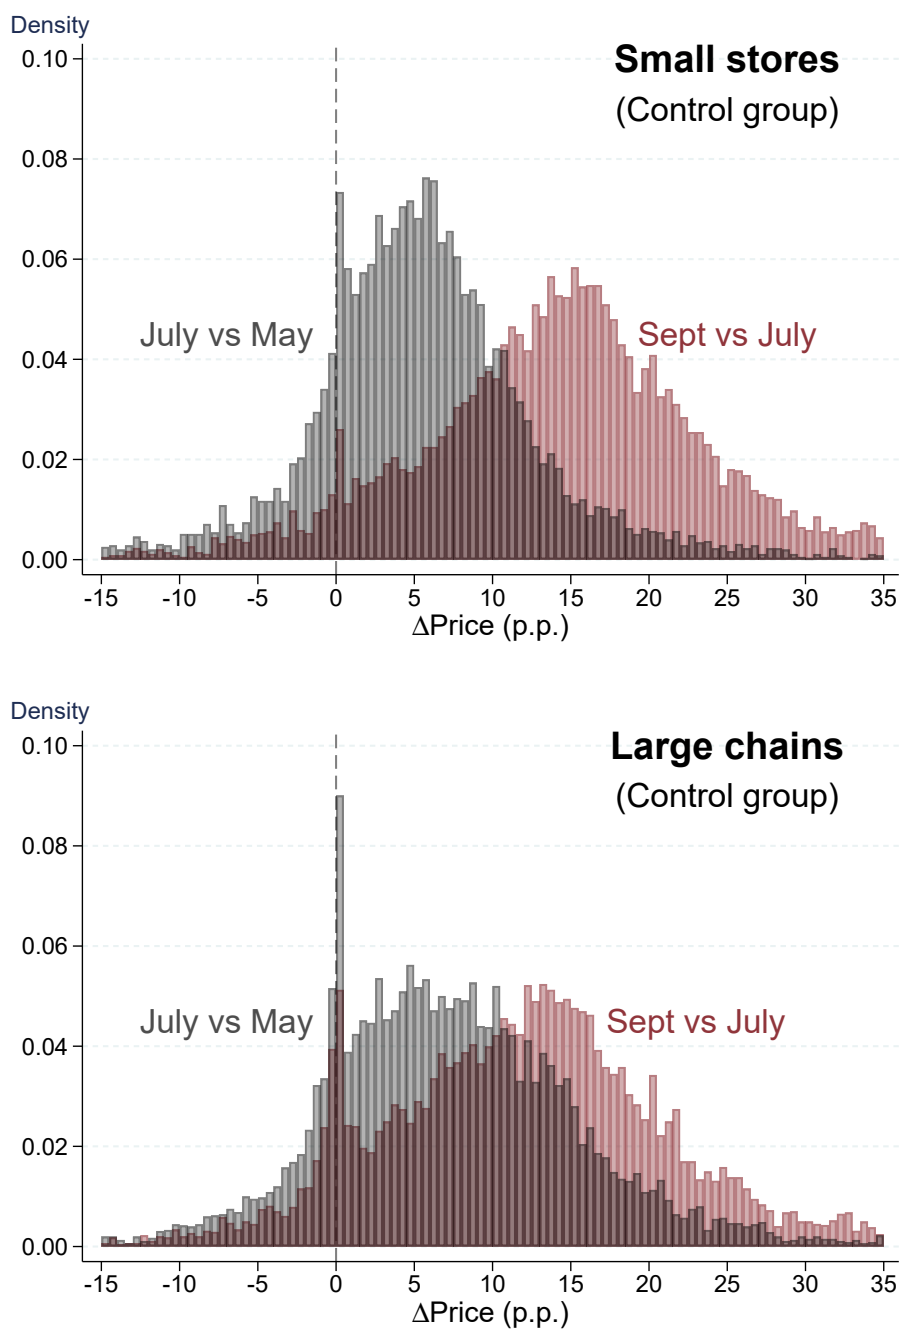 Density
Small stores
(Control group)
0.10
0.08
0.06
0.04
0.02
0.00
July vs May
Sept vs July
-15 -10 -5 0 5 10 15 20 25 30 35
ΔPrice (p.p.)
Density
Large chains
(Control group)
0.10
0.08
0.06
0.04
0.02
0.00
July vs May
Sept vs July
-15 -10 -5 0 5 10 15 20 25 30 35
ΔPrice (p.p.)